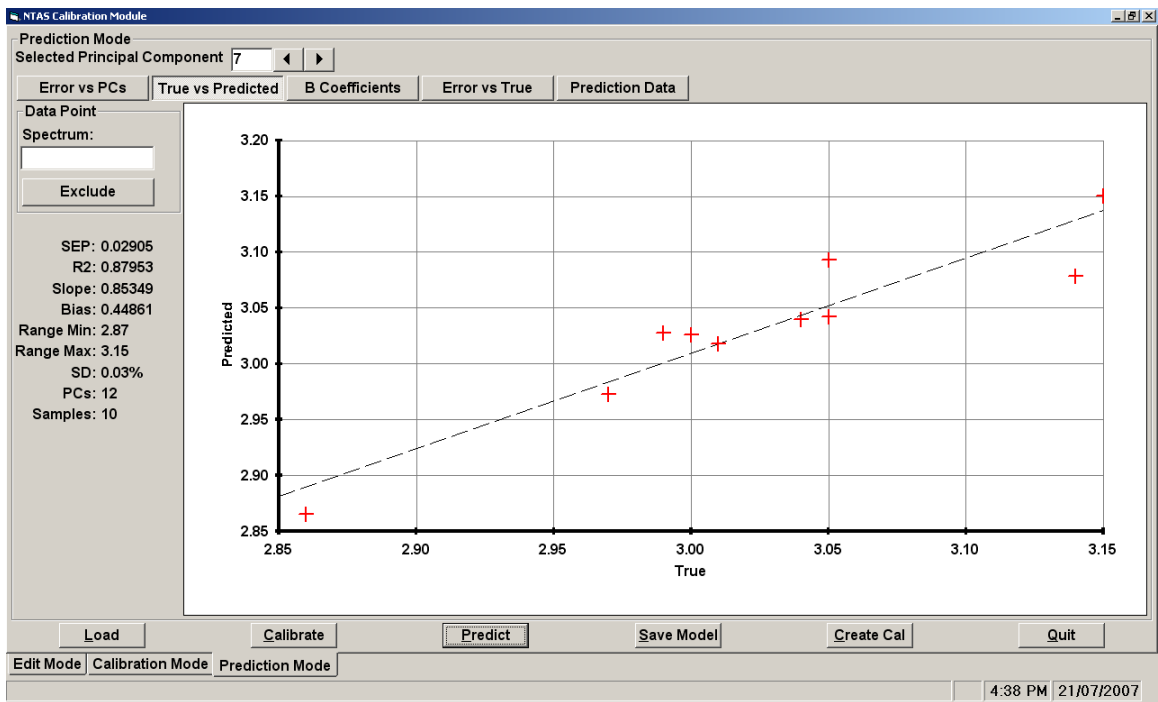 NTAS Calibration Module
Prediction Mode
Selected Principal Component 7
Error vs PCs True vs Predicted B Coefficients Error vs True Prediction Data
Data Point
Spectrum:
Exclude
SEP: 0.02905
R2: 0.87953
Slope: 0.85349
Bias: 0.44861
Range Min: 2.87
Range Max: 3.15
SD: 0.03%
PCs: 12
Samples: 10
3.20
3.15
3.10
3.05
3.00
2.95
2.90
2.85
Predicted
2.85 2.90 2.95 3.00 3.05 3.10 3.15
True
Load Calibrate Predict Save Model Create Cal Quit
Edit Mode Calibration Mode Prediction Mode
4:38 PM 21/07/2007